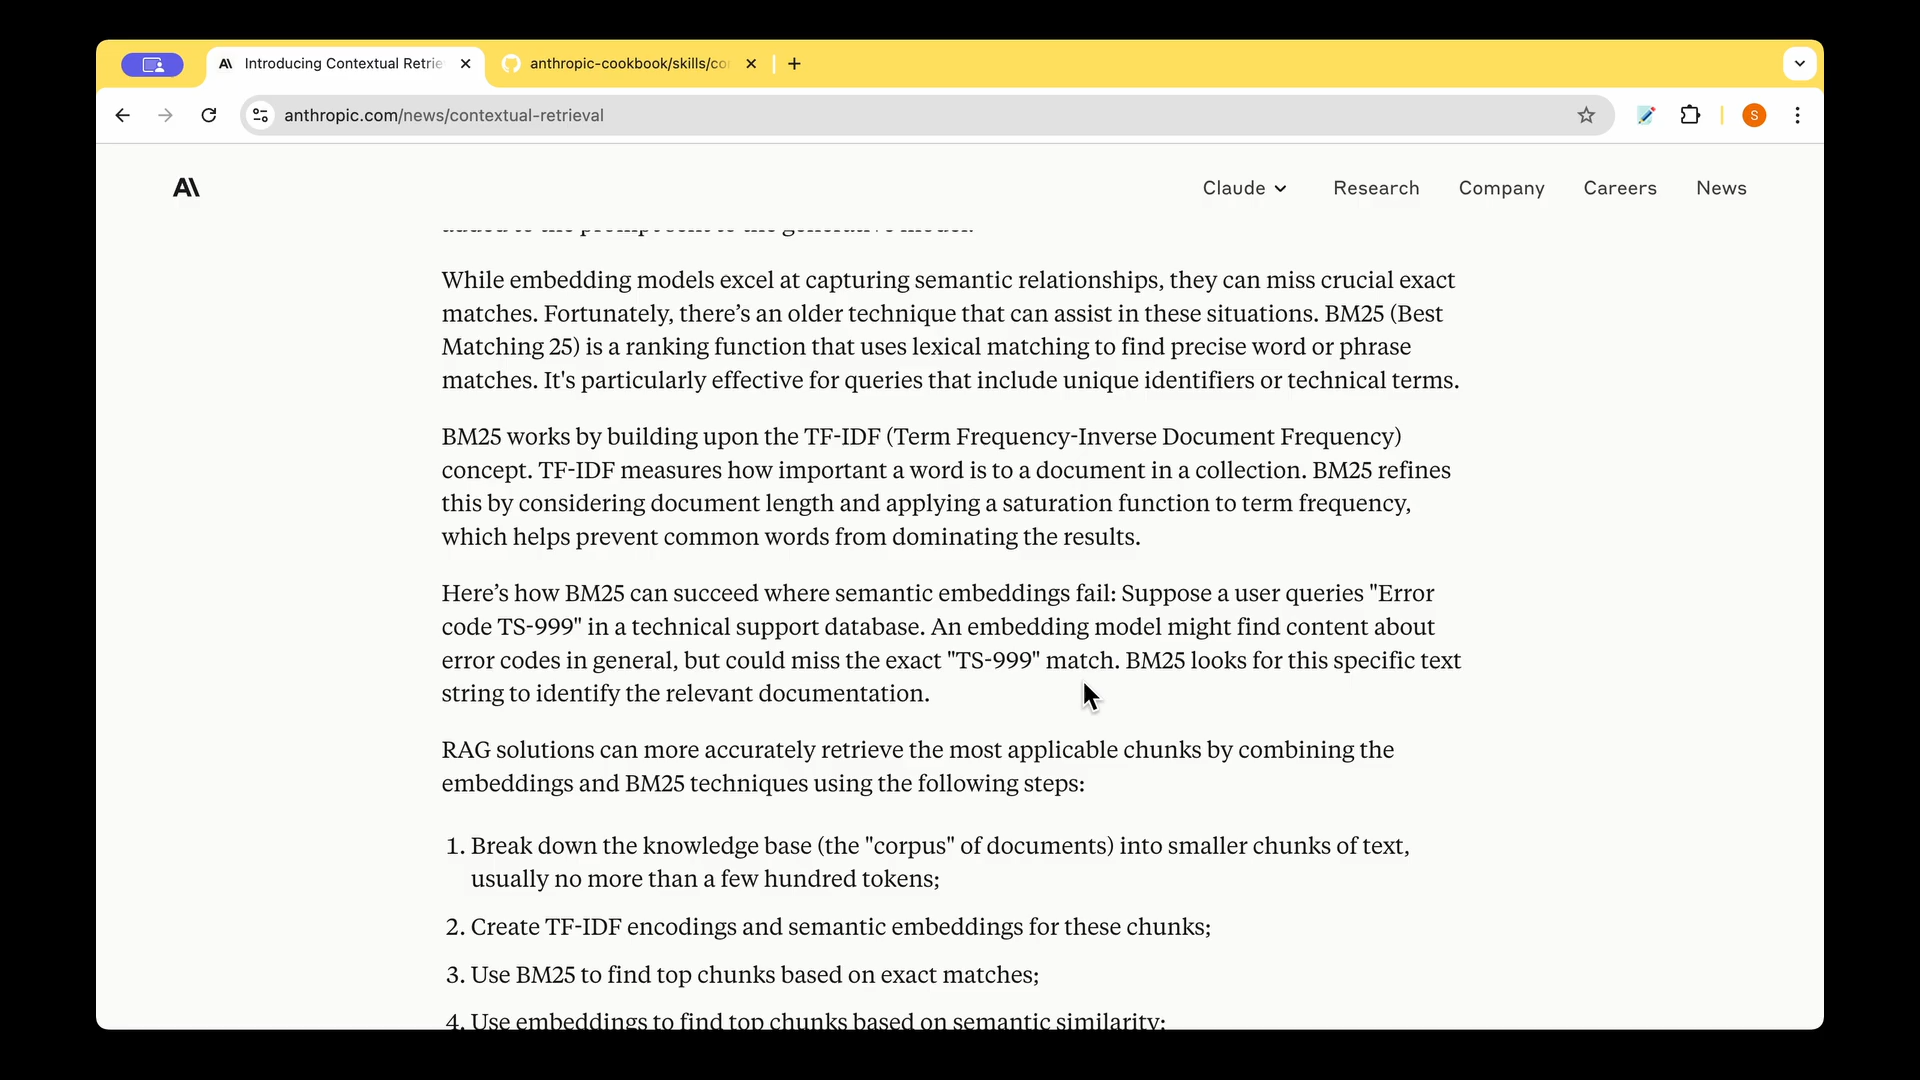 Introducing Contextual Retrie
anthropic-cookbook/skills/co
anthropic.com/news/contextual-retrieval
S
Claude
Research
Company
Careers
News
added to the prompt sent to the generative model.
While embedding models excel at capturing semantic relationships, they can miss crucial exact
matches. Fortunately, there’s an older technique that can assist in these situations. BM25 (Best
Matching 25) is a ranking function that uses lexical matching to find precise word or phrase
matches. It's particularly effective for queries that include unique identifiers or technical terms.
BM25 works by building upon the TF-IDF (Term Frequency-Inverse Document Frequency)
concept. TF-IDF measures how important a word is to a document in a collection. BM25 refines
this by considering document length and applying a saturation function to term frequency,
which helps prevent common words from dominating the results.
Here’s how BM25 can succeed where semantic embeddings fail: Suppose a user queries "Error
code TS-999" in a technical support database. An embedding model might find content about
error codes in general, but could miss the exact "TS-999" match. BM25 looks for this specific text
string to identify the relevant documentation.
RAG solutions can more accurately retrieve the most applicable chunks by combining the
embeddings and BM25 techniques using the following steps:
1. Break down the knowledge base (the "corpus" of documents) into smaller chunks of text,
usually no more than a few hundred tokens;
2. Create TF-IDF encodings and semantic embeddings for these chunks;
3. Use BM25 to find top chunks based on exact matches;
4. Use embeddings to find top chunks based on semantic similarity;